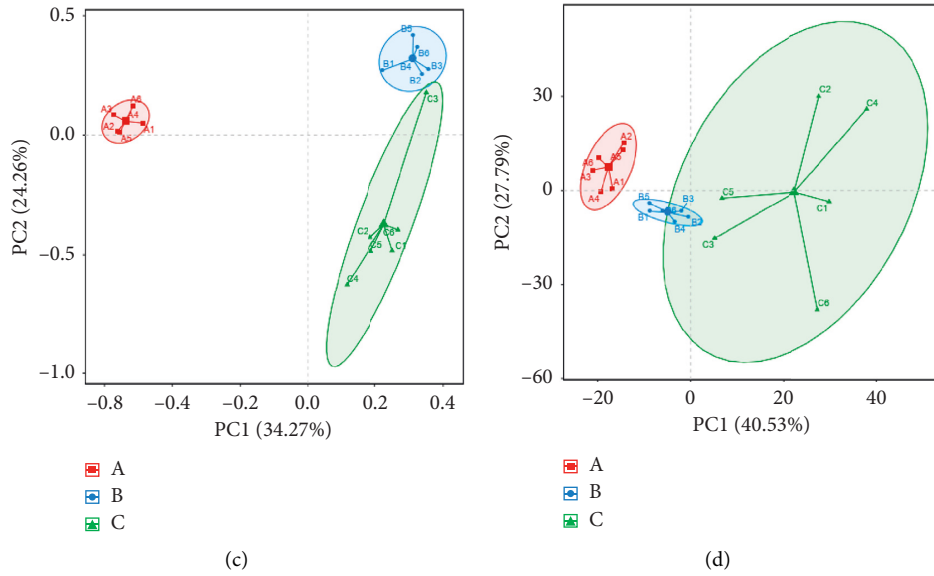 0.5
0.0
−0.5
−1.0
PC2 (24.26%)
−0.8
−0.6
−0.4
−0.2
0.0
0.2
0.4
PC1 (34.27%)
A6
A3
A4
A2
A5
A1
B5
B6
B1
B4
B3
B2
C3
C2
C6
C5
C1
C4
A
B
C
(c)
30
0
−30
−60
PC2 (27.79%)
−20
0
20
40
PC1 (40.53%)
A2
A5
A6
A3
A1
A4
B5
B3
B6
B1
B2
B4
C2
C4
C5
C1
C3
C6
A
B
C
(d)